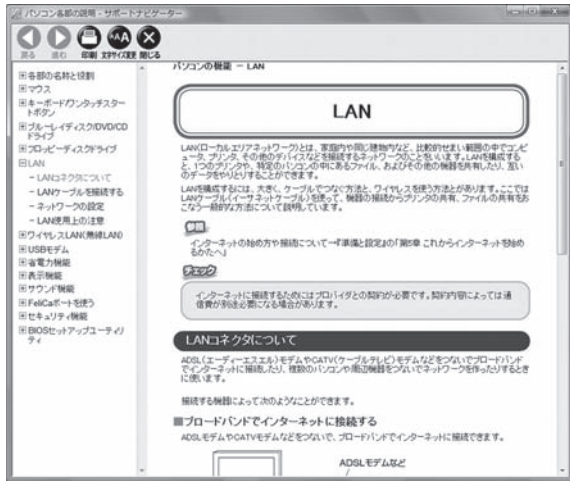 パソコン各部の説明 - サポートナビゲーター
戻る 進む 印刷 文字サイズ変更 閉じる
各部の名称と役割
マウス
キーボード/ワンタッチスター
トボタン
ブルーレイディスク/DVD/CD
ドライブ
フロッピーディスクドライブ
LAN
- LANコネクタについて
- LANケーブルを接続する
- ネットワークの設定
- LAN使用上の注意
ワイヤレスLAN(無線LAN)
USBモデム
省電力機能
表示機能
サウンド機能
FeliCaポートを使う
セキュリティ機能
BIOSセットアップユーティリ
ティ
パソコンの機能 - LAN
LAN
LAN(ローカルエリアネットワーク)とは、家庭内や同じ建物内など、比較的せまい範囲の中でコンピ
ュータ、プリンタ、その他のデバイスなどを接続するネットワークのことをいいます。LANを構成する
と、1つのプリンタや、特定のパソコンの中にあるファイル、およびその他の機器を共有したり、互い
のデータをやりとりすることができます。
LANを構成するには、大きく、ケーブルでつなぐ方法と、ワイヤレスを使う方法とがあります。ここでは
LANケーブル(イーサネットケーブル)を使って、機器の接続からプリンタの共有、ファイルの共有をお
こなう一般的な方法について説明しています。
参照
インターネットの始め方や接続について→『準備と設定』の「第5章 これからインターネットを始め
るかたへ」
チェック
インターネットに接続するためにはプロバイダとの契約が必要です。契約内容によっては通
信費が別途必要になる場合があります。
LANコネクタについて
ADSL(エーディーエスエル)モデムやCATV(ケーブルテレビ)モデムなどをつないでブロードバンド
でインターネットに接続したり、複数のパソコンや周辺機器をつないでネットワークを作ったりするとき
に使います。
接続する機器によって次のようなことができます。
■ブロードバンドでインターネットに接続する
ADSLモデムやCATVモデムなどをつないで、ブロードバンドでインターネットに接続できます。
ADSLモデムなど